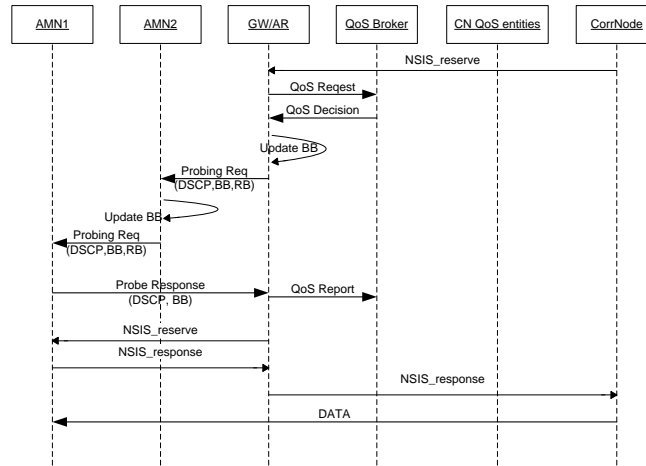 AMN1
AMN2
GW/AR
QoS Broker
CN QoS entities
CorrNode
NSIS_reserve
QoS Reqest
QoS Decision
Update BB
Probing Req
(DSCP,BB,RB)
Update BB
Probing Req
(DSCP,BB,RB)
Probe Response
(DSCP, BB)
QoS Report
NSIS_reserve
NSIS_response
NSIS_response
DATA